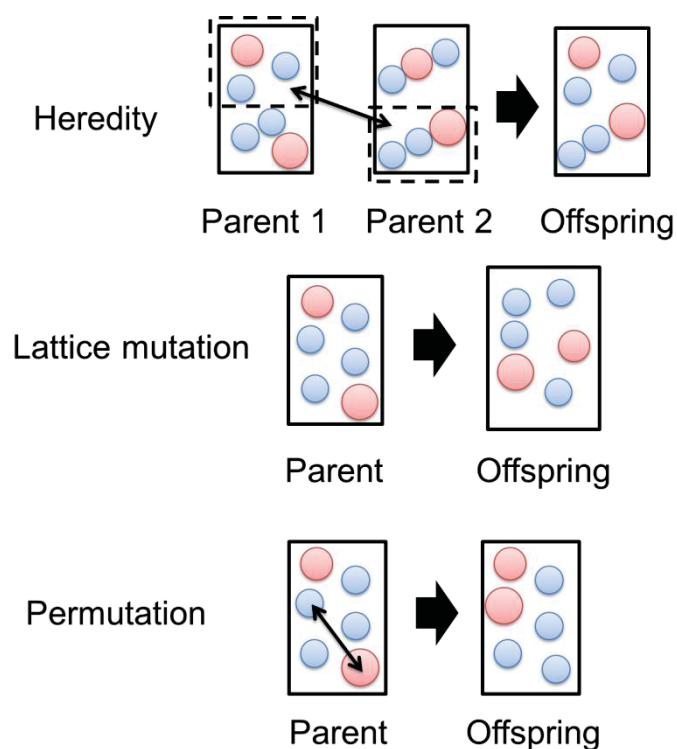 Heredity
Parent 1 Parent 2 Offspring
Lattice mutation
Parent Offspring
Permutation
Parent Offspring